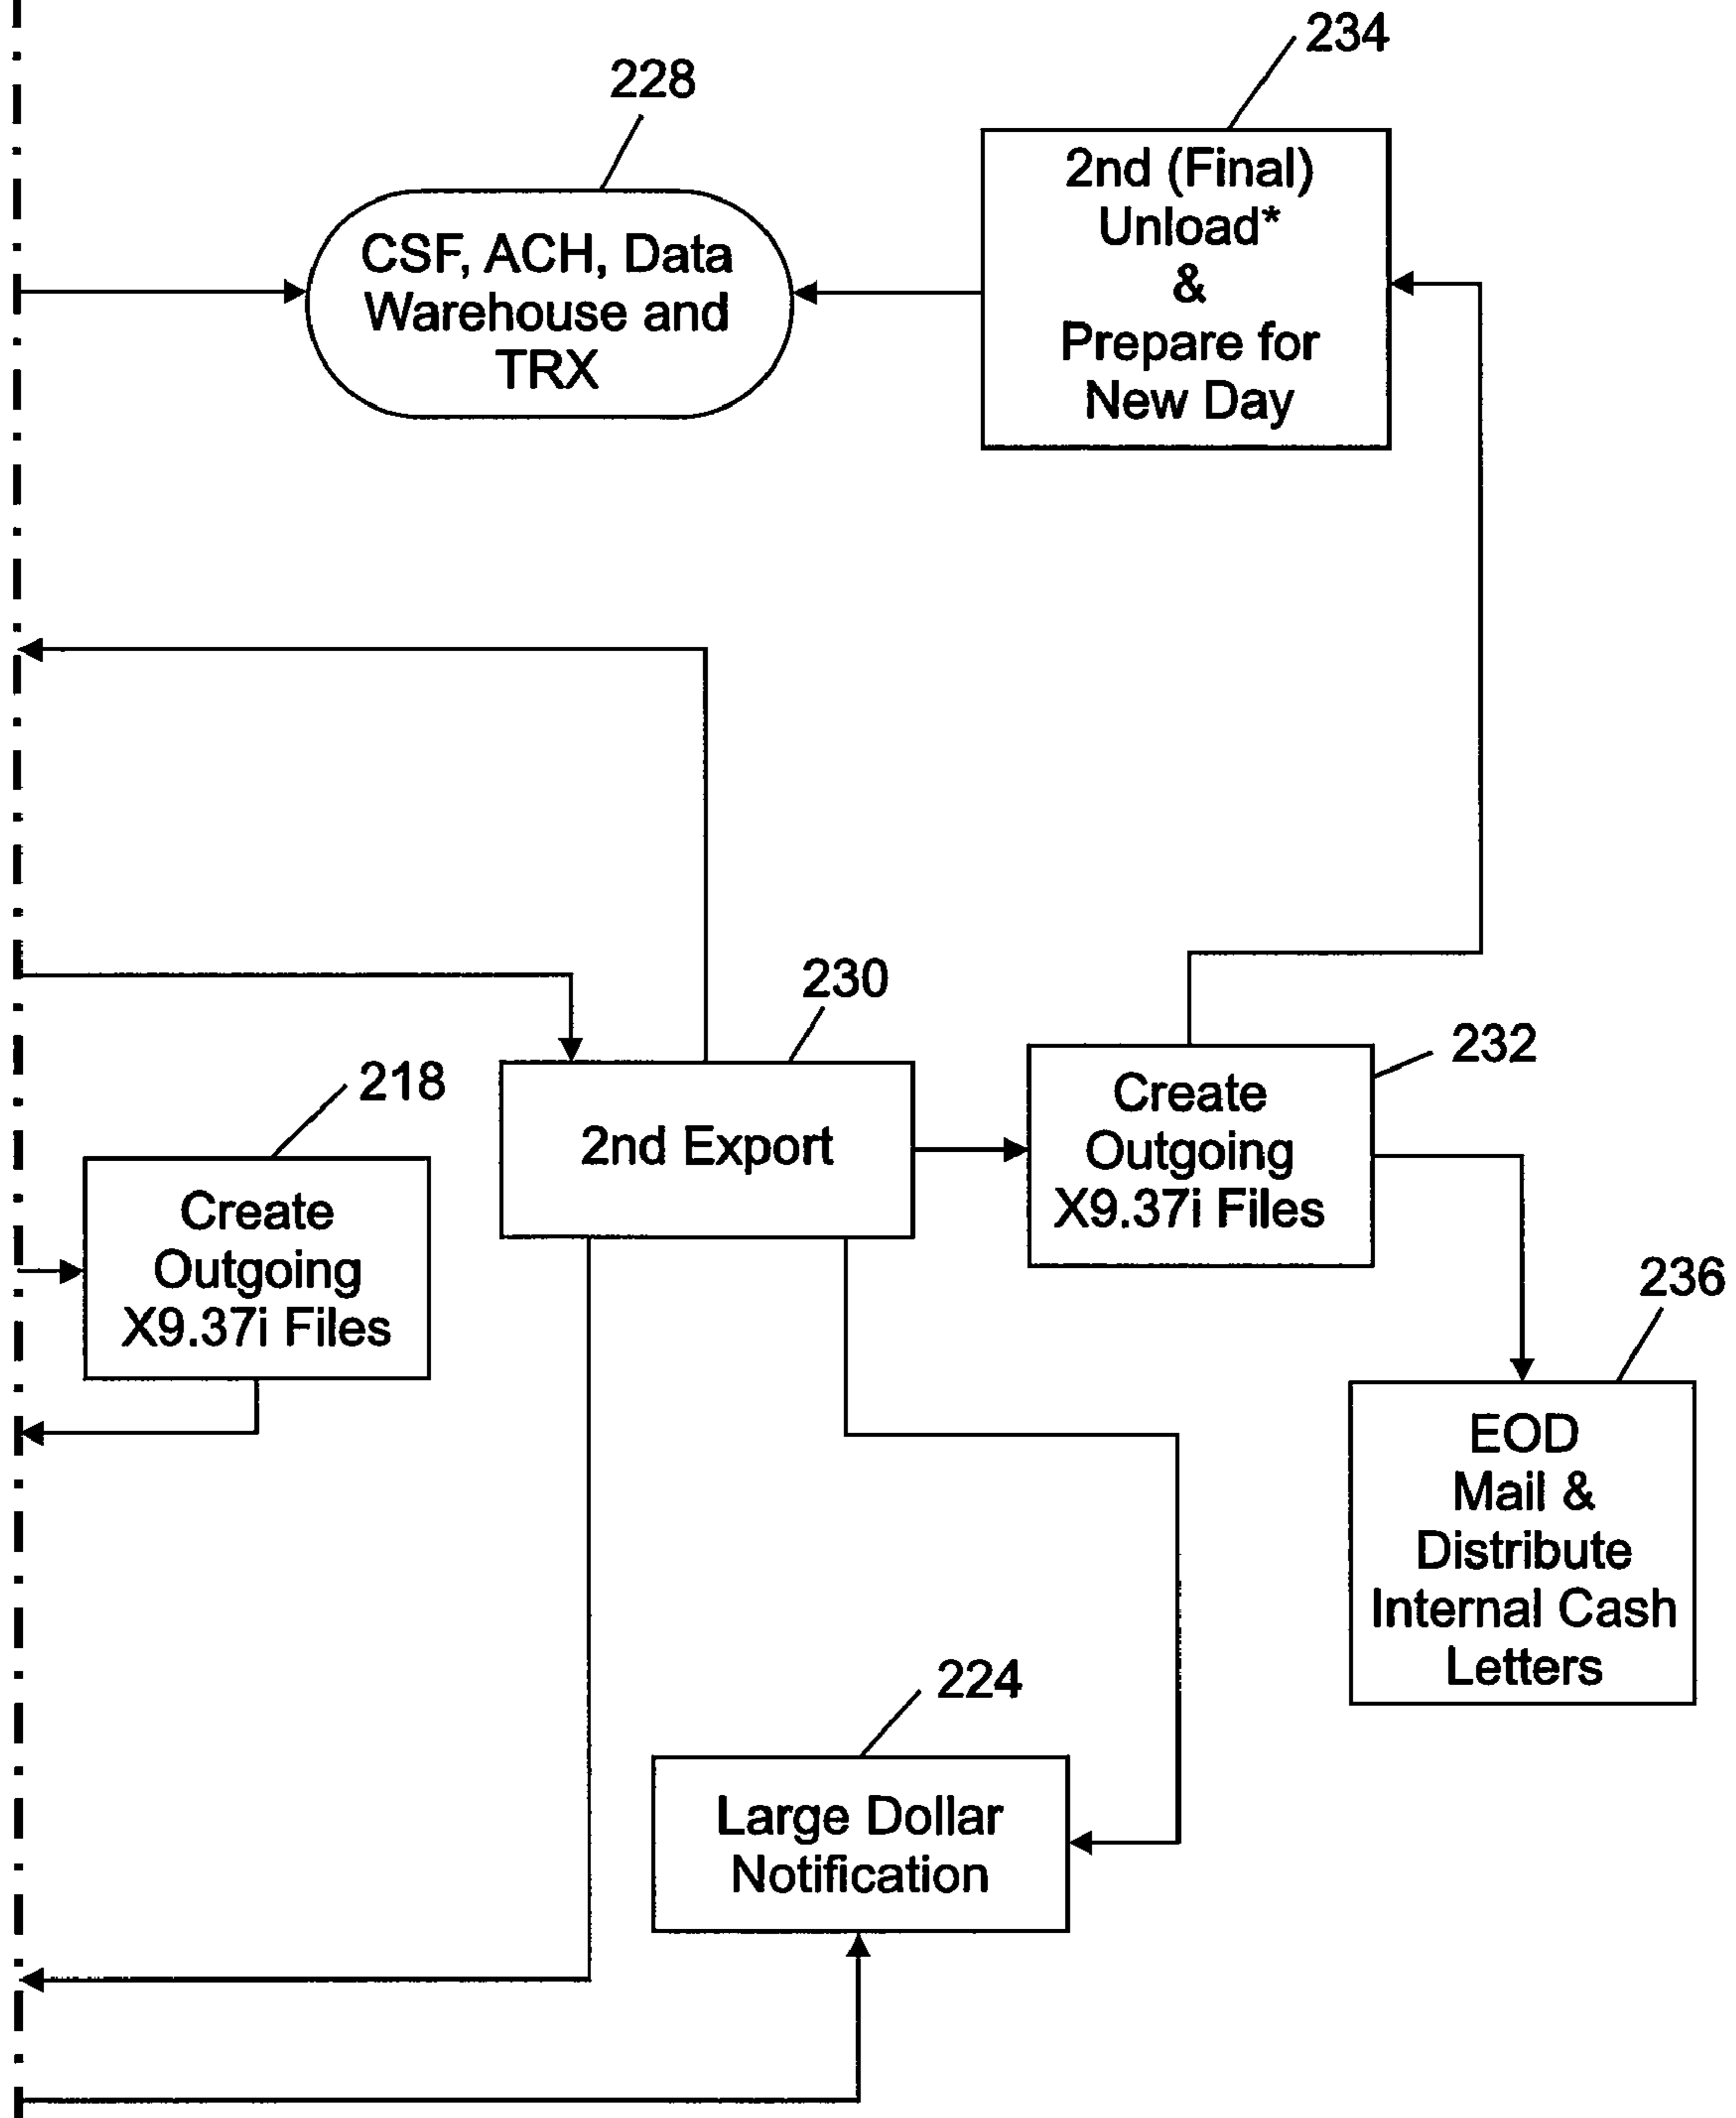 234
2nd (Final)
Unload*
&
Prepare for
New Day
228
CSF, ACH, Data
Warehouse and
TRX
230
2nd Export
232
Create
Outgoing
X9.37i Files
218
Create
Outgoing
X9.37i Files
236
EOD
Mail &
Distribute
Internal Cash
Letters
224
Large Dollar
Notification